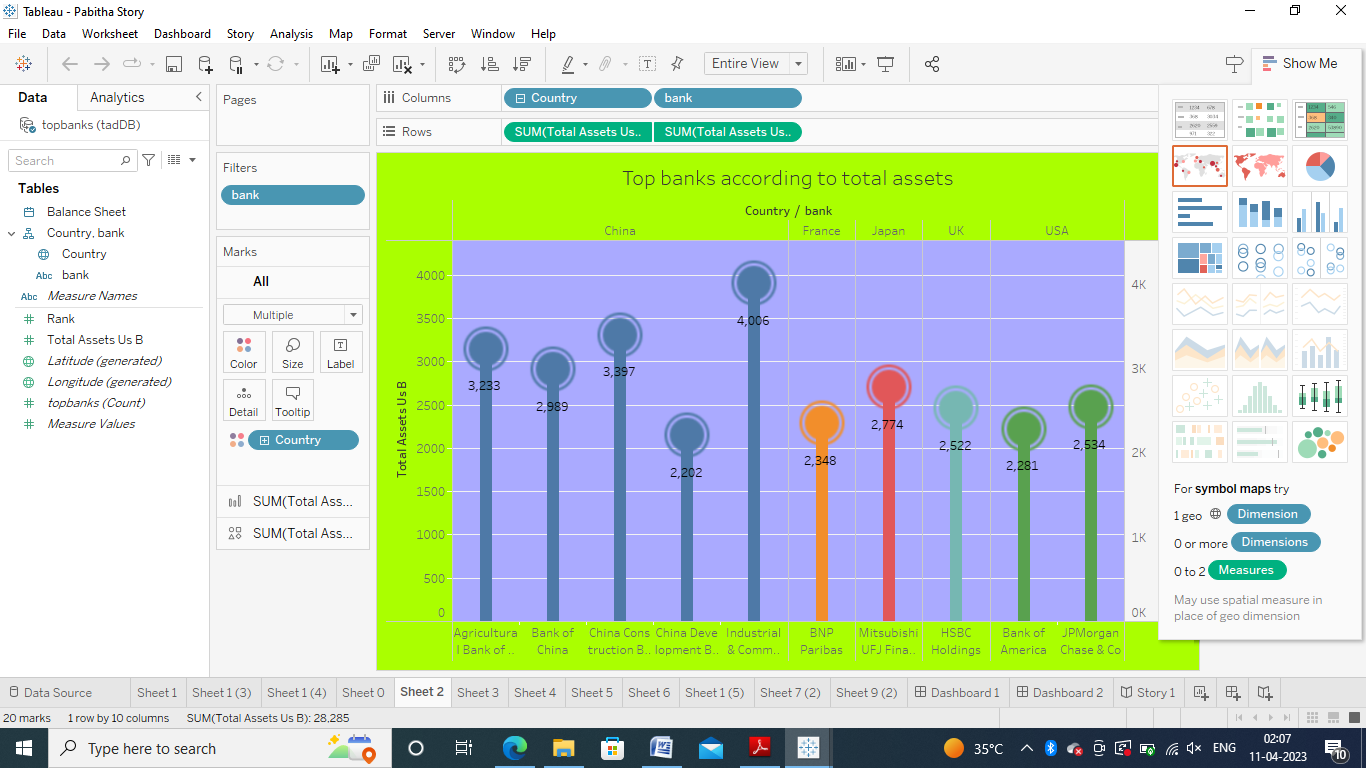 Tableau - Pabitha Story
File Data Worksheet Dashboard Story Analysis Map Format Server Window Help
Entire View
Show Me
Data Analytics
topbanks (tadDB)
Search
Tables
Balance Sheet
Country, bank
Country
Abc bank
Abc Measure Names
Rank
Total Assets Us B
Latitude (generated)
Longitude (generated)
topbanks (Count)
Measure Values
Pages
Filters
bank
Marks
All
Multiple
Color Size Label
Detail Tooltip
Country
SUM(Total Ass...
SUM(Total Ass...
Columns Country bank
Rows SUM(Total Assets Us.. SUM(Total Assets Us..
Top banks according to total assets
Country / bank
China France Japan UK USA
Total Assets Us B
4000
3500
3000
2500
2000
1500
1000
500
0
3,233
2,989
3,397
2,202
4,006
2,348
2,774
2,522
2,281
2,534
4K
3K
2K
1K
0K
Agricultura Bank of China Cons China Deve Industrial BNP Mitsubishi HSBC Bank of JPMorgan
l Bank of .. China truction B.. lopment B.. & Comm.. Paribas UFJ Fina.. Holdings America Chase & Co
For symbol maps try
1 geo Dimension
0 or more Dimensions
0 to 2 Measures
May use spatial measure in
place of geo dimension
Data Source Sheet 1 Sheet 1 (3) Sheet 1 (4) Sheet 0 Sheet 2 Sheet 3 Sheet 4 Sheet 5 Sheet 6 Sheet 1 (5) Sheet 7 (2) Sheet 9 (2) Dashboard 1 Dashboard 2 Story 1
20 marks 1 row by 10 columns SUM(Total Assets Us B): 28,285
Type here to search
35°C
ENG
02:07
11-04-2023
10